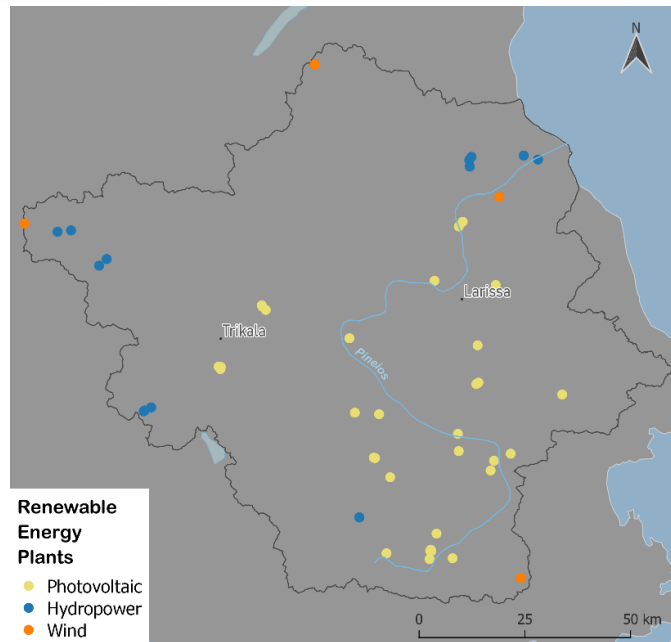 N
Larissa
Trikala
Pineios
Renewable
Energy
Plants
Photovoltaic
Hydropower
Wind
0 25 50 km